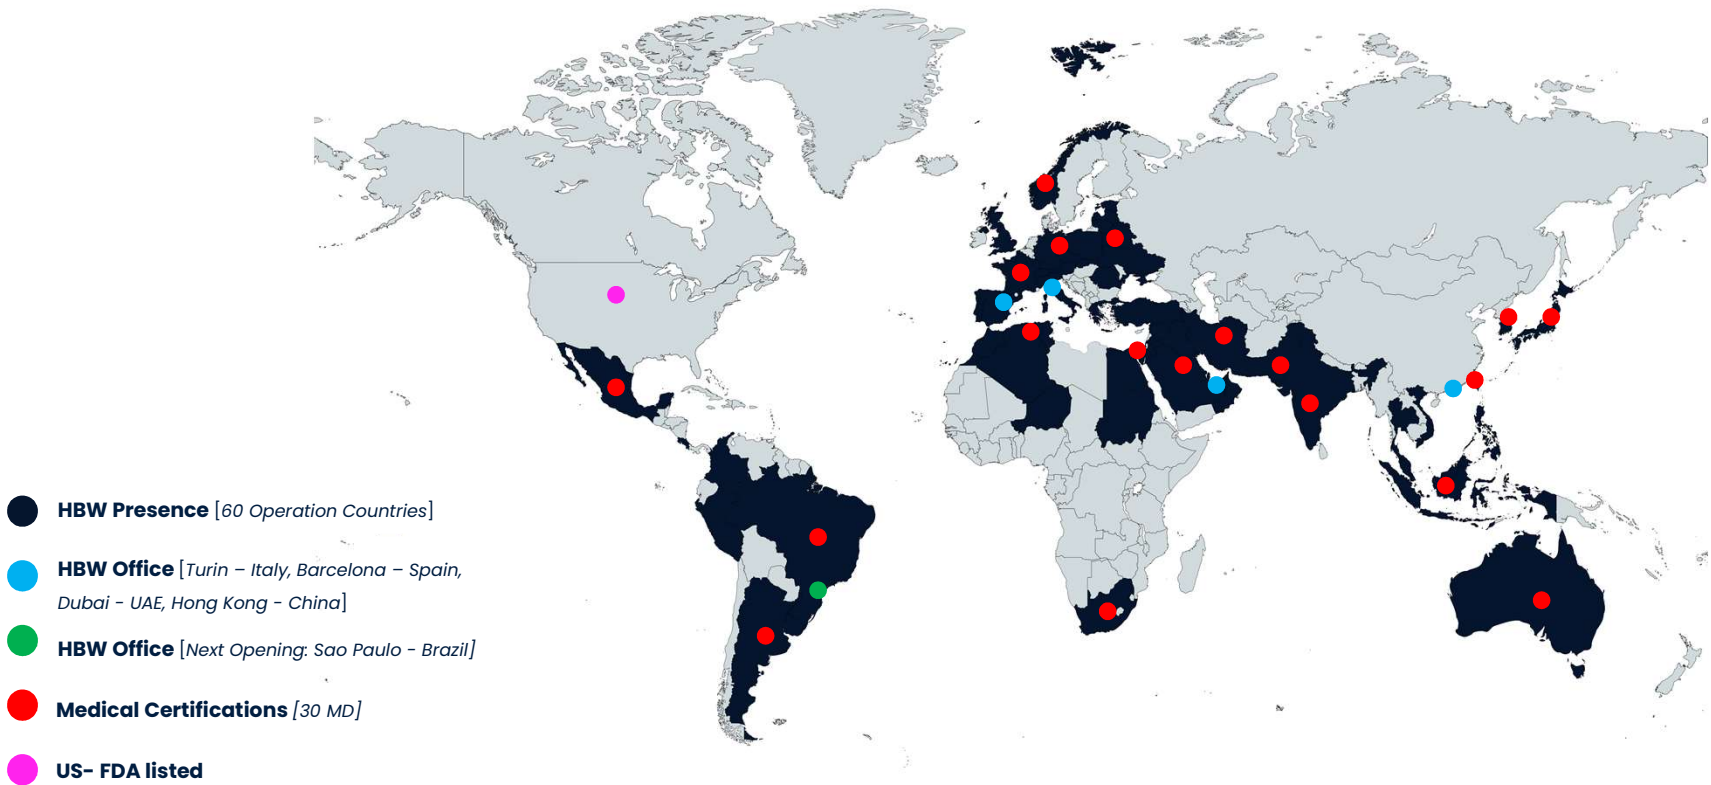 HBW Presence [60 Operation Countries]
HBW Office [Turin – Italy, Barcelona – Spain,
Dubai - UAE, Hong Kong - China]
HBW Office [Next Opening: Sao Paulo - Brazil]
Medical Certifications [30 MD]
US- FDA listed